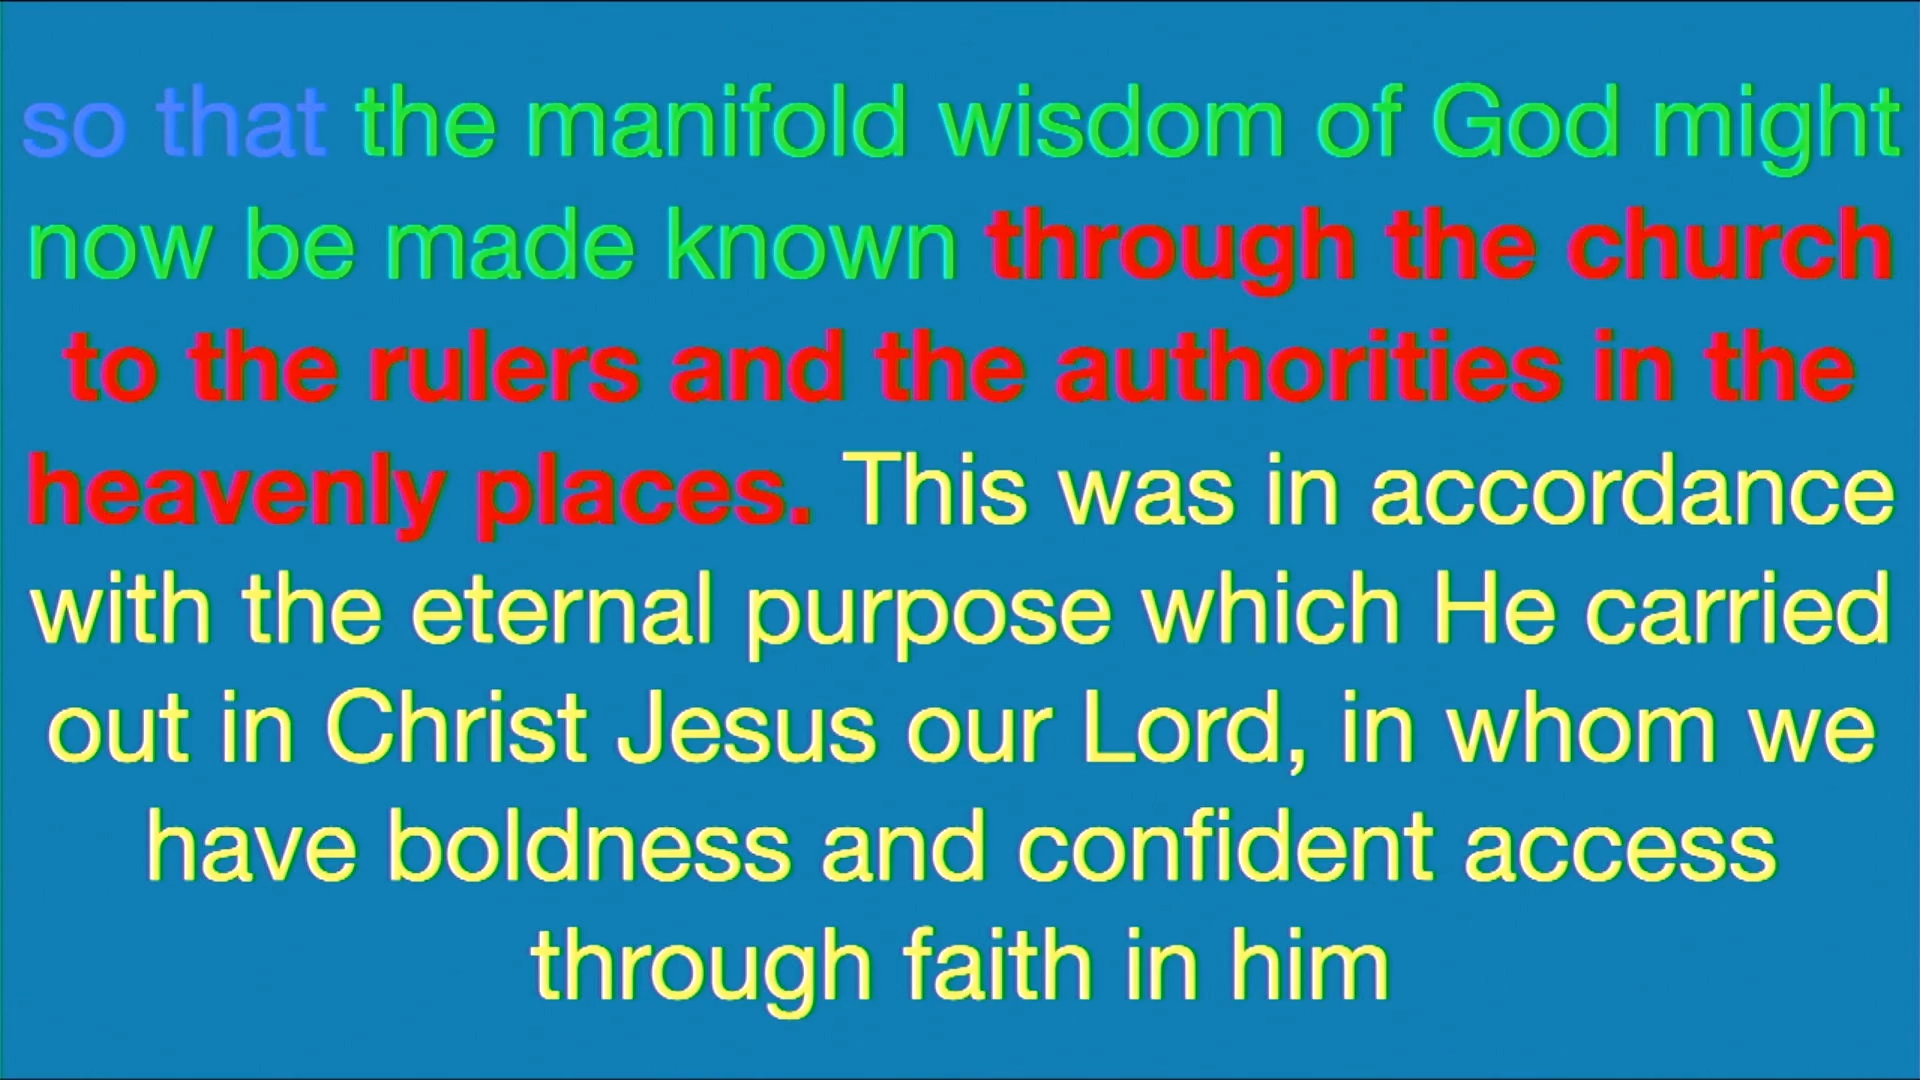 so that the manifold wisdom of God might
now be made known through the church
to the rulers and the authorities in the
heavenly places. This was in accordance
with the eternal purpose which He carried
out in Christ Jesus our Lord, in whom we
have boldness and confident access
through faith in him